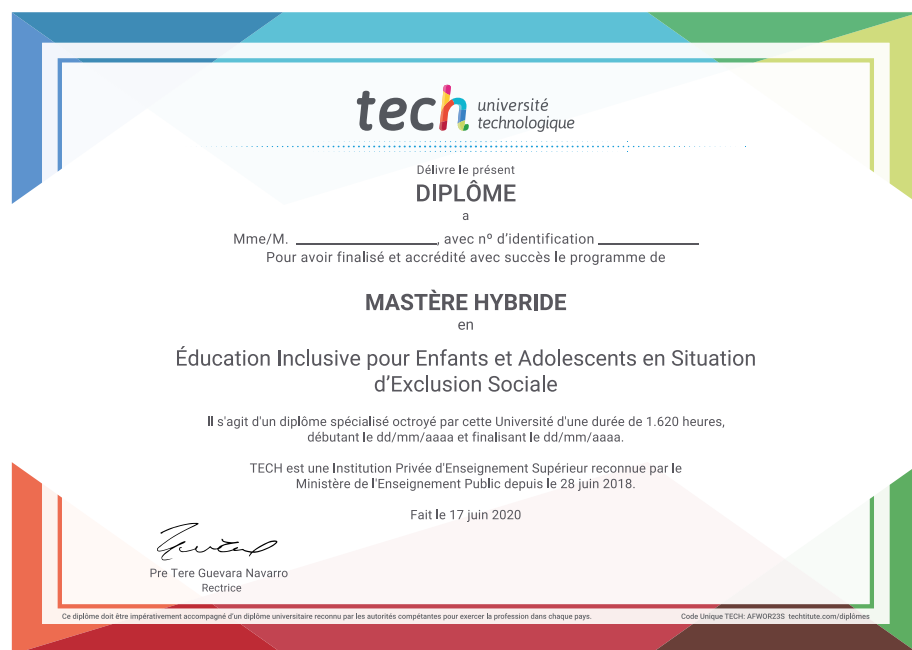 tech université
technologique
Délivre le présent
DIPLÔME
a
Mme/M. ____________________, avec nº d’identification ______________
Pour avoir finalisé et accrédité avec succès le programme de
MASTÈRE HYBRIDE
en
Éducation Inclusive pour Enfants et Adolescents en Situation
d’Exclusion Sociale
Il s'agit d'un diplôme spécialisé octroyé par cette Université d'une durée de 1.620 heures,
débutant le dd/mm/aaaa et finalisant le dd/mm/aaaa.
TECH est une Institution Privée d'Enseignement Supérieur reconnue par le
Ministère de l'Enseignement Public depuis le 28 juin 2018.
Fait le 17 juin 2020
Pre Tere Guevara Navarro
Rectrice
Ce diplôme doit être impérativement accompagné d'un diplôme universitaire reconnu par les autorités compétentes pour exercer la profession dans chaque pays.
Code Unique TECH: AFWOR23S techtitute.com/diplômes